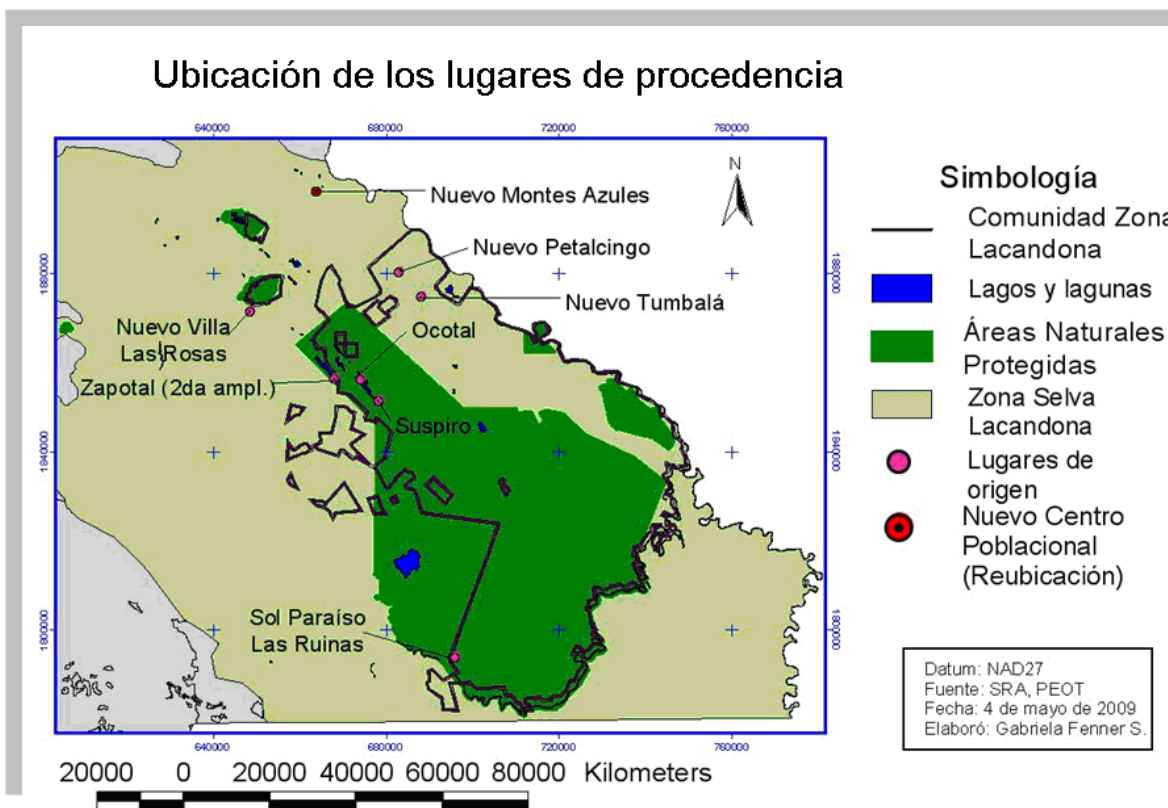 Ubicación de los lugares de procedencia
640000 680000 720000 760000
N
Nuevo Montes Azules
Nuevo Petalcingo
Nuevo Tumbalá
Nuevo Villa
Las Rosas
Ocotal
Zapotal (2da ampl.)
Suspiro
Sol Paraíso
Las Ruinas
1880000
1840000
1800000
1880000
1840000
1800000
640000 680000 720000 760000
20000 0 20000 40000 60000 80000 Kilometers
Simbología
Comunidad Zona
Lacandona
Lagos y lagunas
Áreas Naturales
Protegidas
Zona Selva
Lacandona
Lugares de
origen
Nuevo Centro
Poblacional
(Reubicación)
Datum: NAD27
Fuente: SRA, PEOT
Fecha: 4 de mayo de 2009
Elaboró: Gabriela Fenner S.